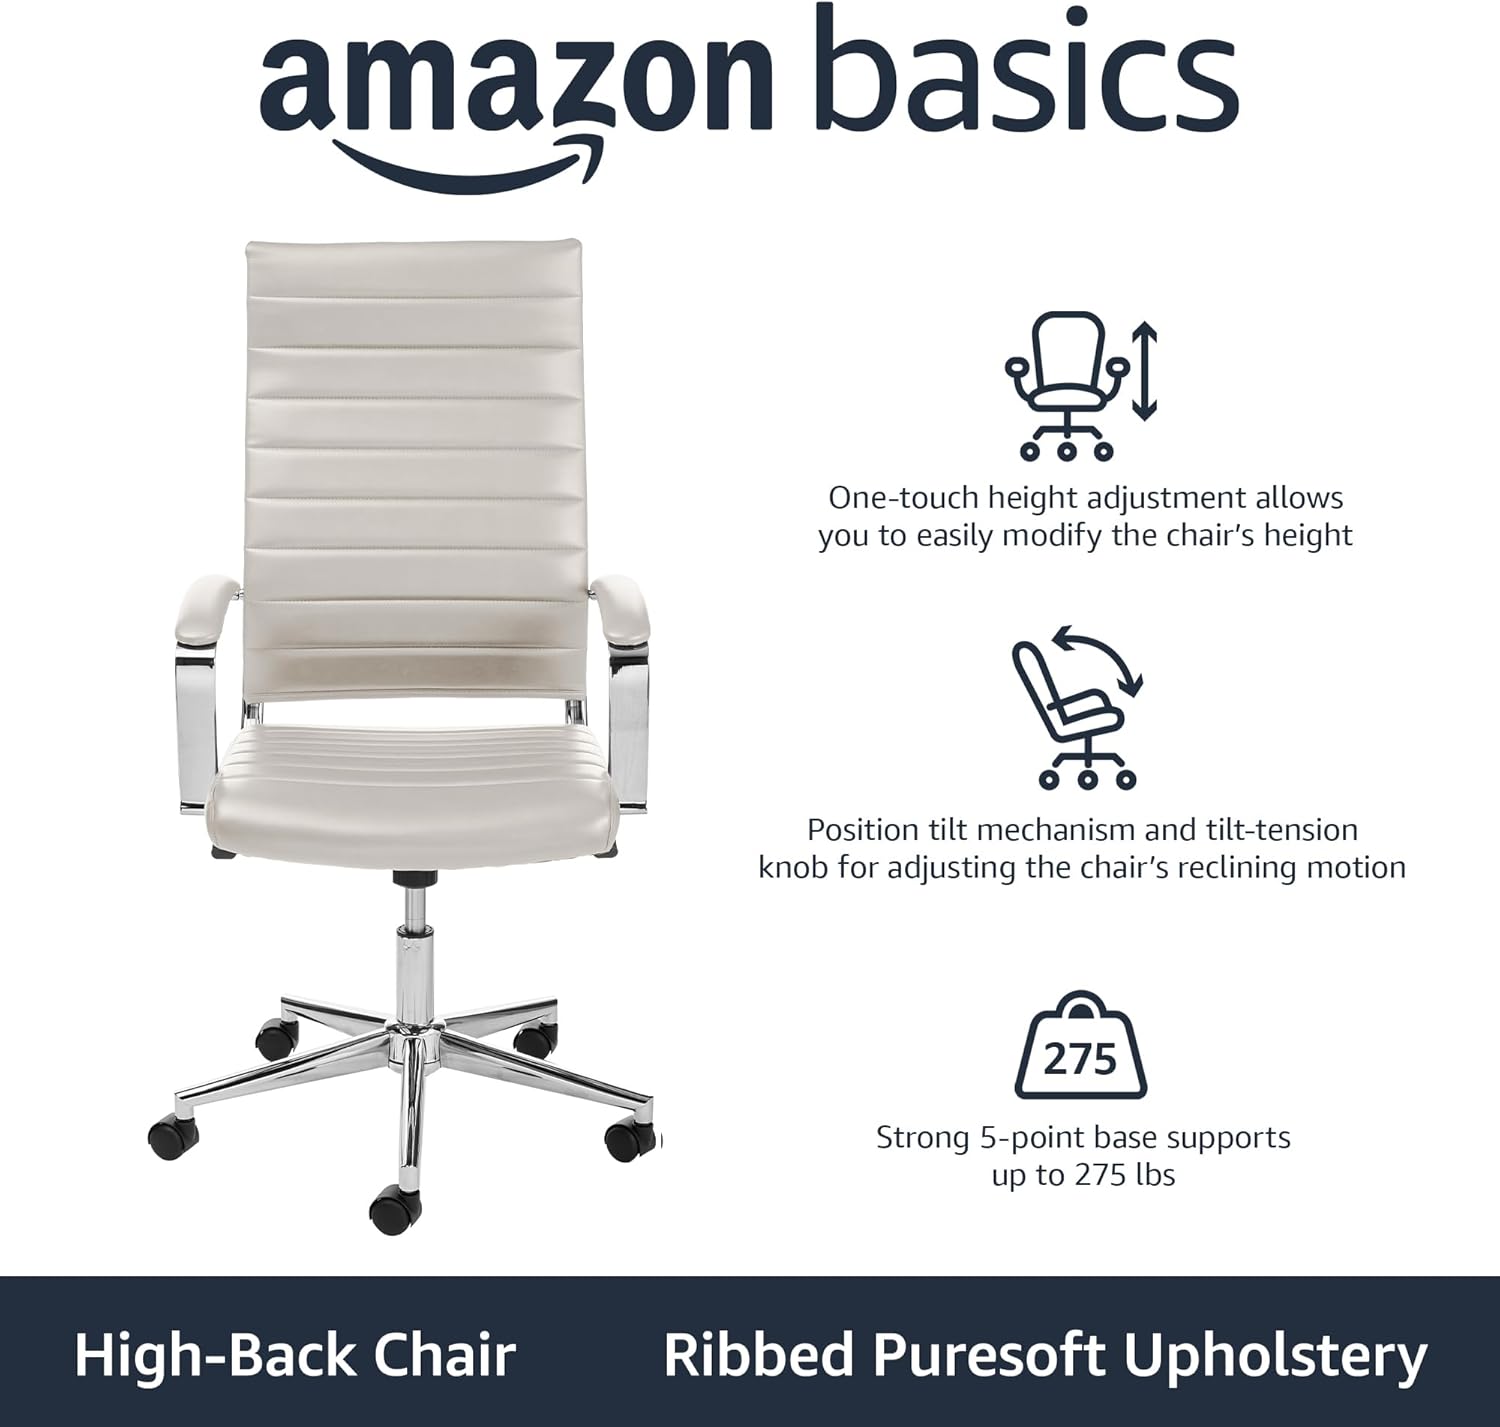 amazon basics
One-touch height adjustment allows
you to easily modify the chair's height
Position tilt mechanism and tilt-tension
knob for adjusting the chair's reclining motion
275
Strong 5-point base supports
up to 275 lbs
High-Back Chair
Ribbed Puresoft Upholstery